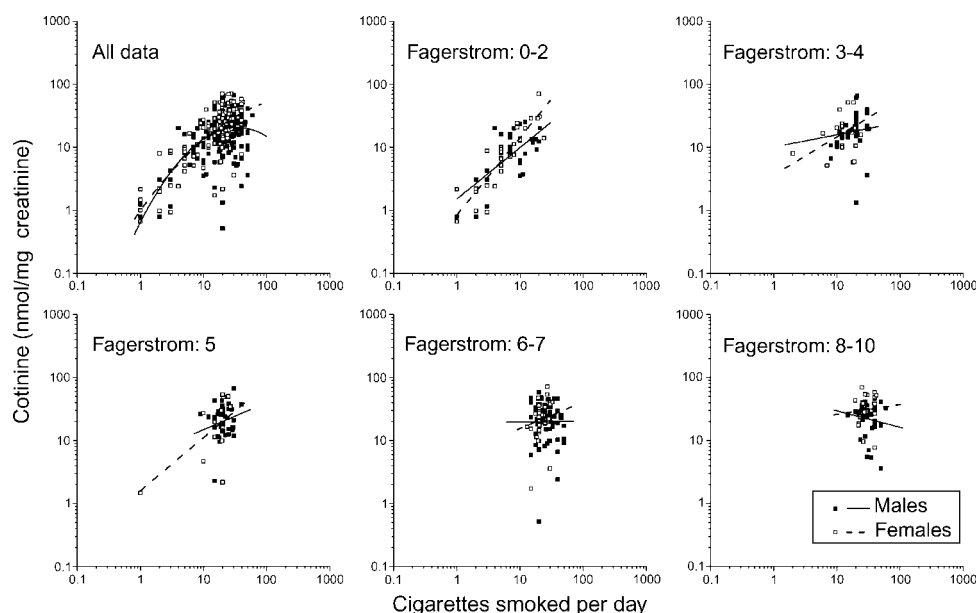 Cotinine (nmol/mg creatinine)
All data
1000
100
10
1
0.1
0.1 1 10 100 1000
Fagerstrom: 0-2
1000
100
10
1
0.1
0.1 1 10 100 1000
Fagerstrom: 3-4
1000
100
10
1
0.1
0.1 1 10 100 1000
Fagerstrom: 5
1000
100
10
1
0.1
0.1 1 10 100 1000
Fagerstrom: 6-7
1000
100
10
1
0.1
0.1 1 10 100 1000
Fagerstrom: 8-10
1000
100
10
1
0.1
0.1 1 10 100 1000
Males
Females
Cigarettes smoked per day